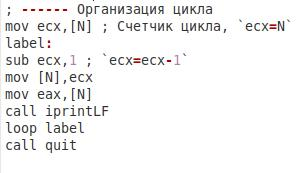 ; ------ Организация цикла
mov ecx,[N] ; Счетчик цикла, `ecx=N`
label:
sub ecx,1 ; `ecx=ecx-1`
mov [N],ecx
mov eax,[N]
call iprintLF
loop label
call quit